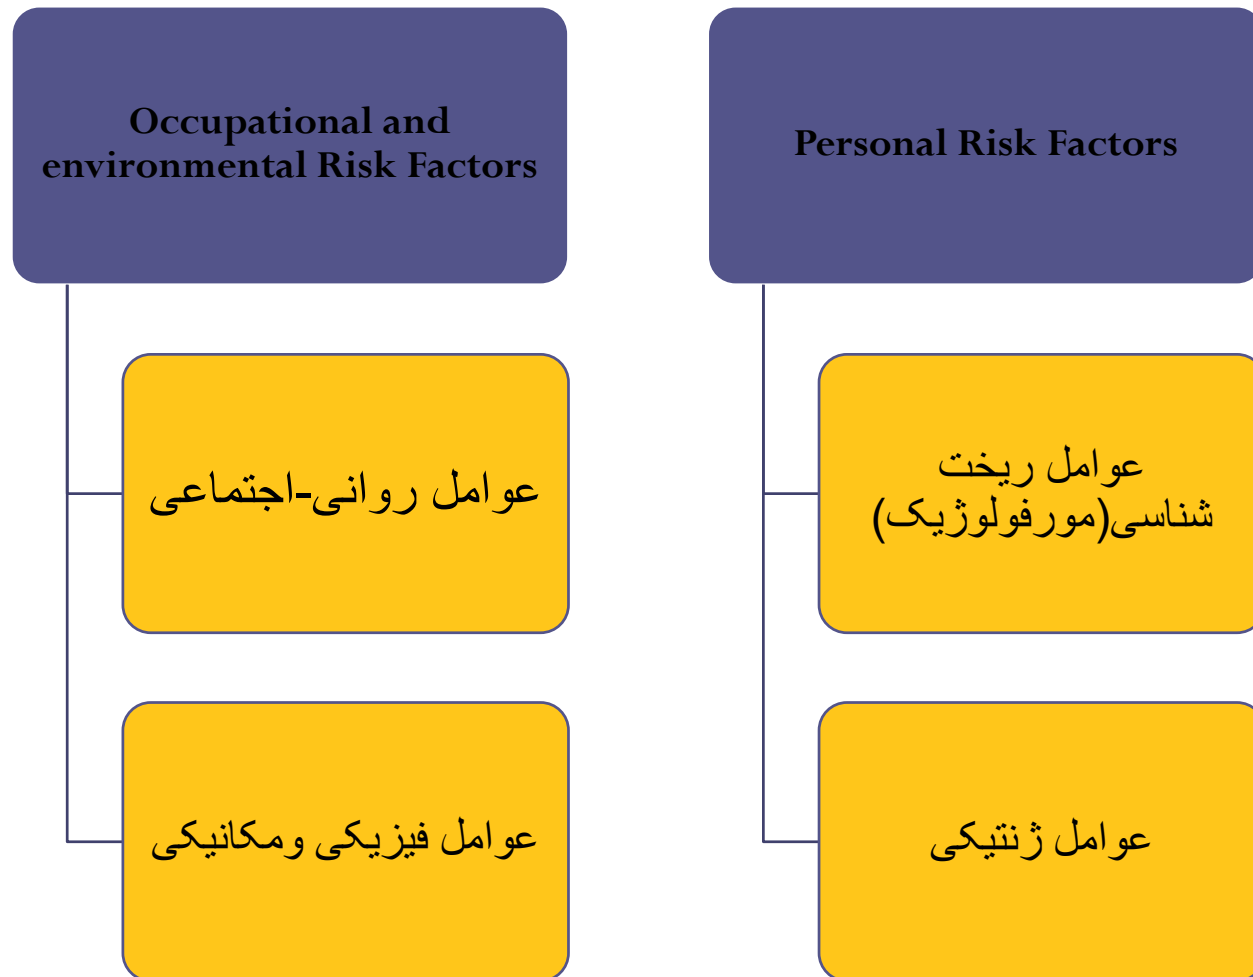 Occupational and
environmental Risk Factors
عوامل روانی-اجتماعی
عوامل فیزیکی ومکانیکی
Personal Risk Factors
عوامل ریخت
شناسی(مورفولوژیک)
عوامل ژنتیکی